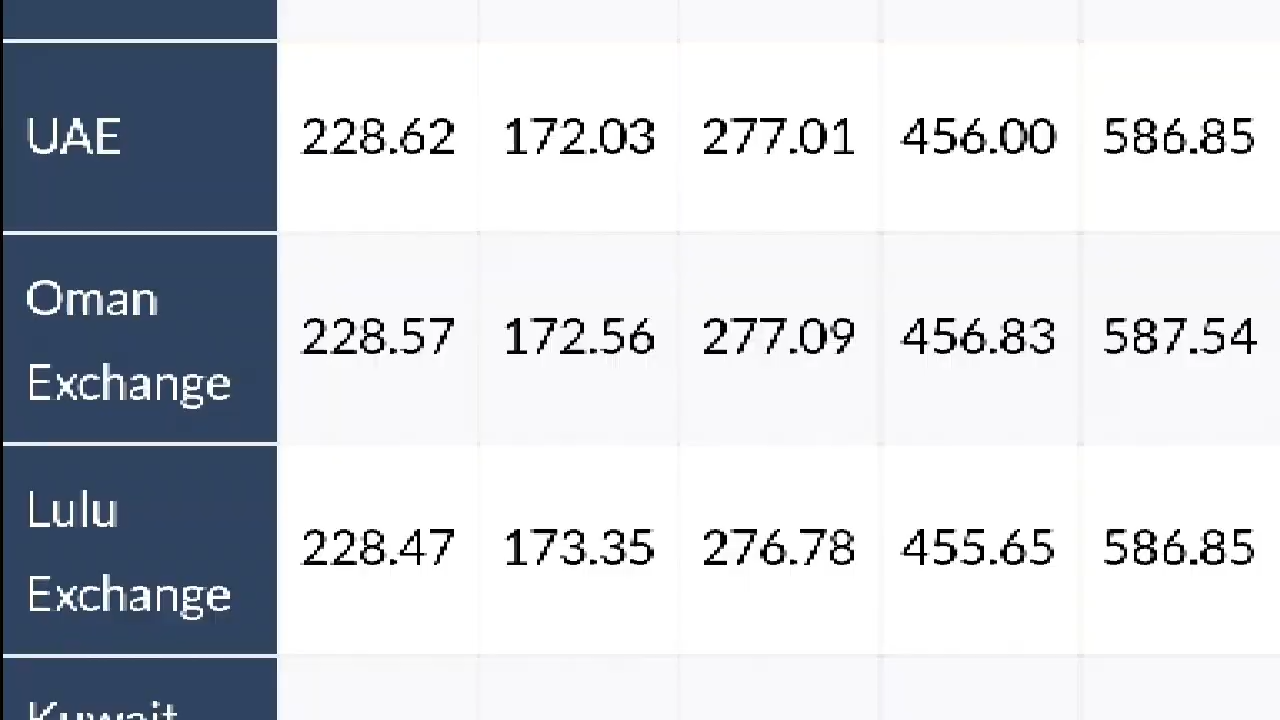 UAE 228.62 172.03 277.01 456.00 586.85
Oman
Exchange 228.57 172.56 277.09 456.83 587.54
Lulu
Exchange 228.47 173.35 276.78 455.65 586.85
Kuwait